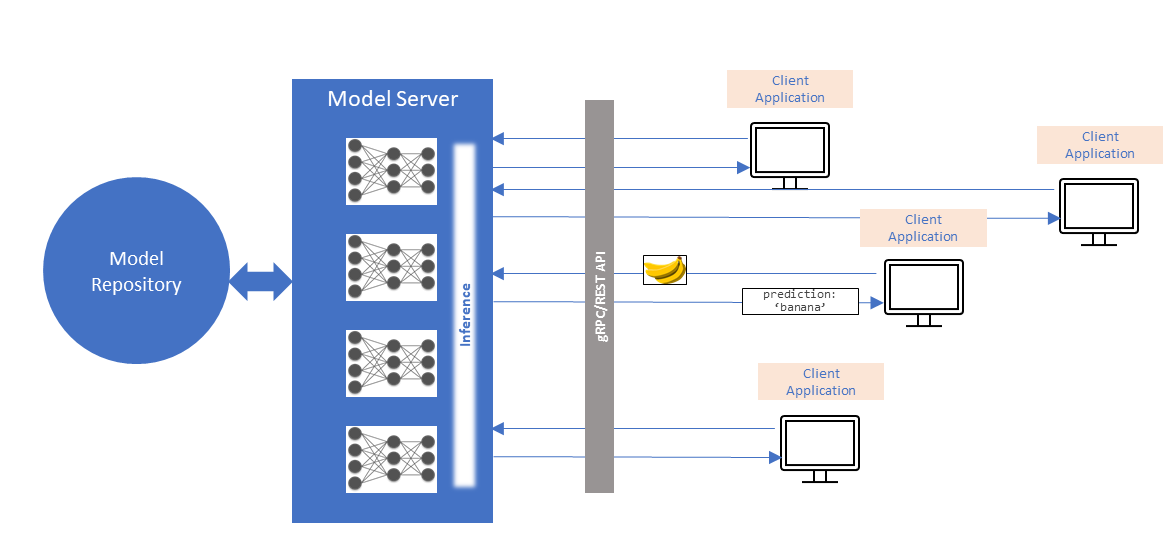 Model Server
Model
Repository
Inference
gRPC/REST API
Client
Application
Client
Application
Client
Application
prediction:
‘banana’
Client
Application